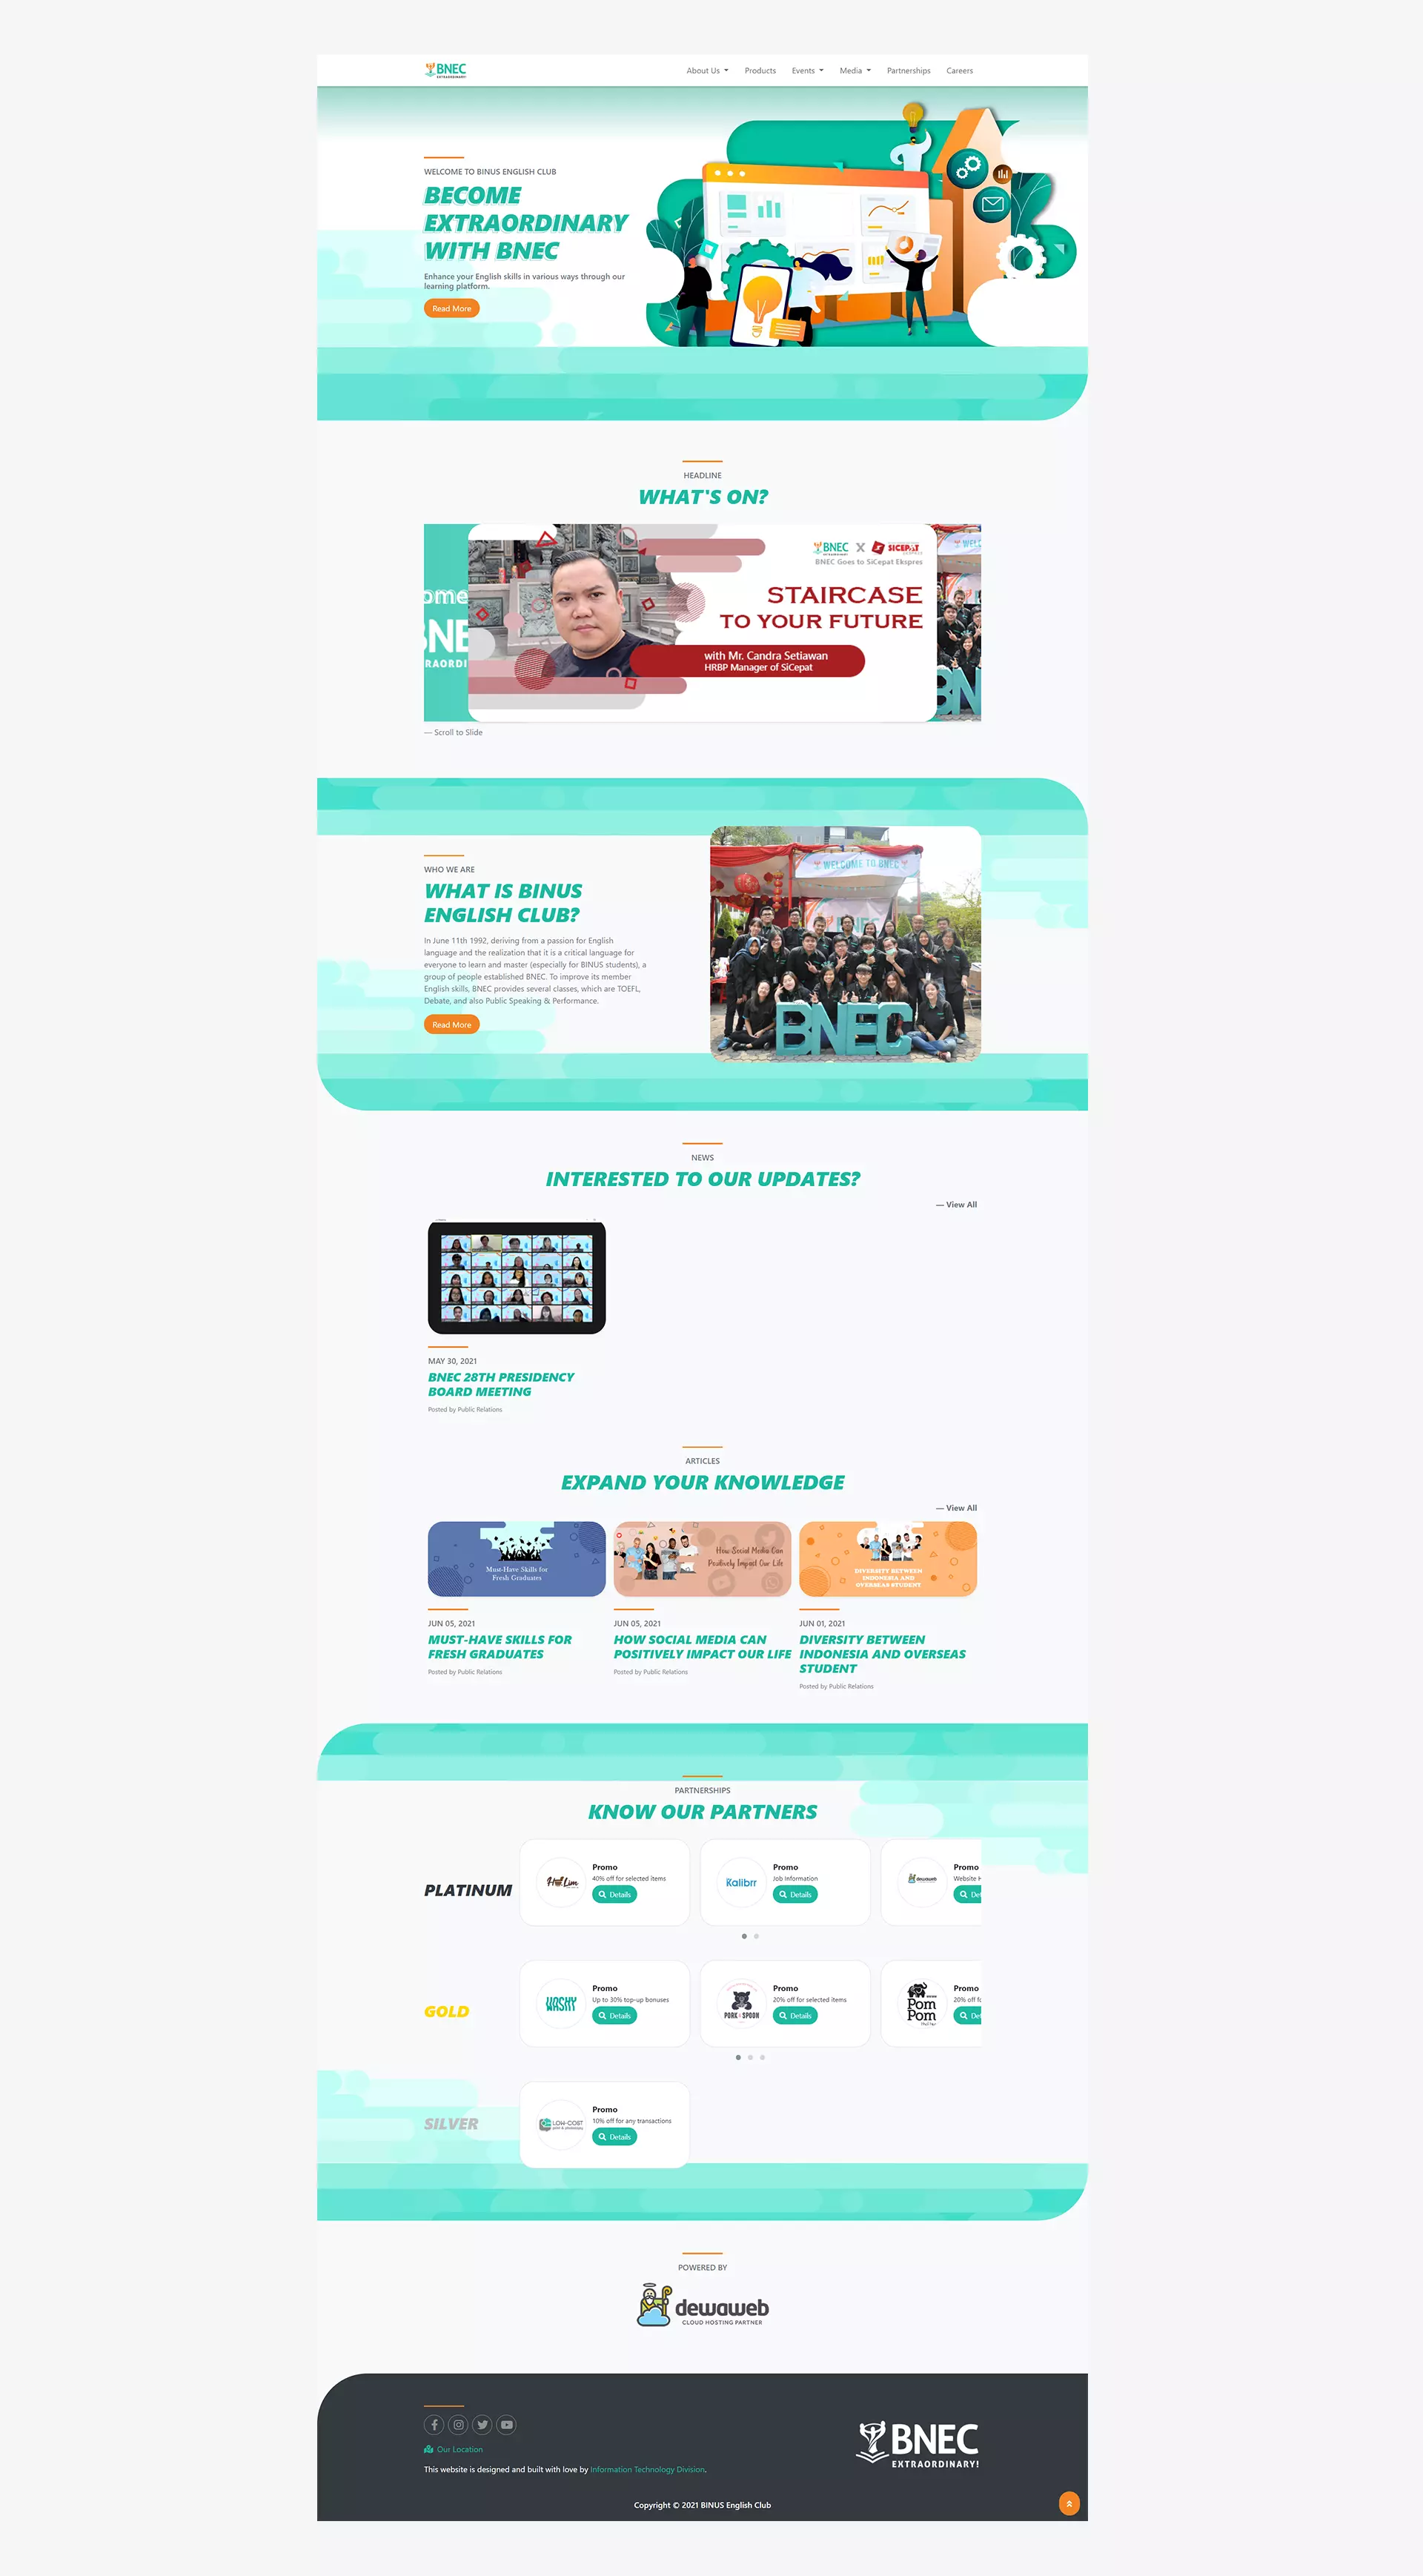 BNEC
EXTRAORDINARY
About Us
Products
Events
Media
Partnerships
Careers
WELCOME TO BINUS ENGLISH CLUB
BECOME
EXTRAORDINARY
WITH BNEC
Enhance your English skills in various ways through our
learning platform.
Read More
HEADLINE
WHAT'S ON?
BNEC X SICEPAT
EXTRAORDINARY
BNEC Goes to SiCepat Ekspres
STAIRCASE
TO YOUR FUTURE
with Mr. Candra Setiawan
HRBP Manager of SiCepat
— Scroll to Slide
WHO WE ARE
WHAT IS BINUS
ENGLISH CLUB?
In June 11th 1992, deriving from a passion for English
language and the realization that it is a critical language for
everyone to learn and master (especially for BINUS students), a
group of people established BNEC. To improve its member
English skills, BNEC provides several classes, which are TOEFL,
Debate, and also Public Speaking & Performance.
Read More
WELCOME TO BNEC
BNEC
BNEC
NEWS
INTERESTED TO OUR UPDATES?
— View All
MAY 30, 2021
BNEC 28TH PRESIDENCY
BOARD MEETING
Posted by Public Relations
ARTICLES
EXPAND YOUR KNOWLEDGE
— View All
Must-Have Skills for
Fresh Graduates
JUN 05, 2021
MUST-HAVE SKILLS FOR
FRESH GRADUATES
Posted by Public Relations
How Social Media Can
Positively Impact Our Life
JUN 05, 2021
HOW SOCIAL MEDIA CAN
POSITIVELY IMPACT OUR LIFE
Posted by Public Relations
DIVERSITY BETWEEN
INDONESIA AND
OVERSEAS STUDENT
JUN 01, 2021
DIVERSITY BETWEEN
INDONESIA AND OVERSEAS
STUDENT
Posted by Public Relations
PARTNERSHIPS
KNOW OUR PARTNERS
PLATINUM
Promo
40% off for selected items
Details
Kalibrr
Promo
Job Information
Details
dewaweb
Promo
Website H
Det
GOLD
WASHY
Promo
Up to 30% top-up bonuses
Details
PORK & SPOON
Promo
20% off for selected items
Details
Pom
Pom
Promo
20% off fo
Det
SILVER
LOW COST
Promo
10% off for any transactions
Details
POWERED BY
dewaweb
CLOUD HOSTING PARTNER
Our Location
This website is designed and built with love by Information Technology Division.
BNEC
EXTRAORDINARY!
Copyright © 2021 BINUS English Club